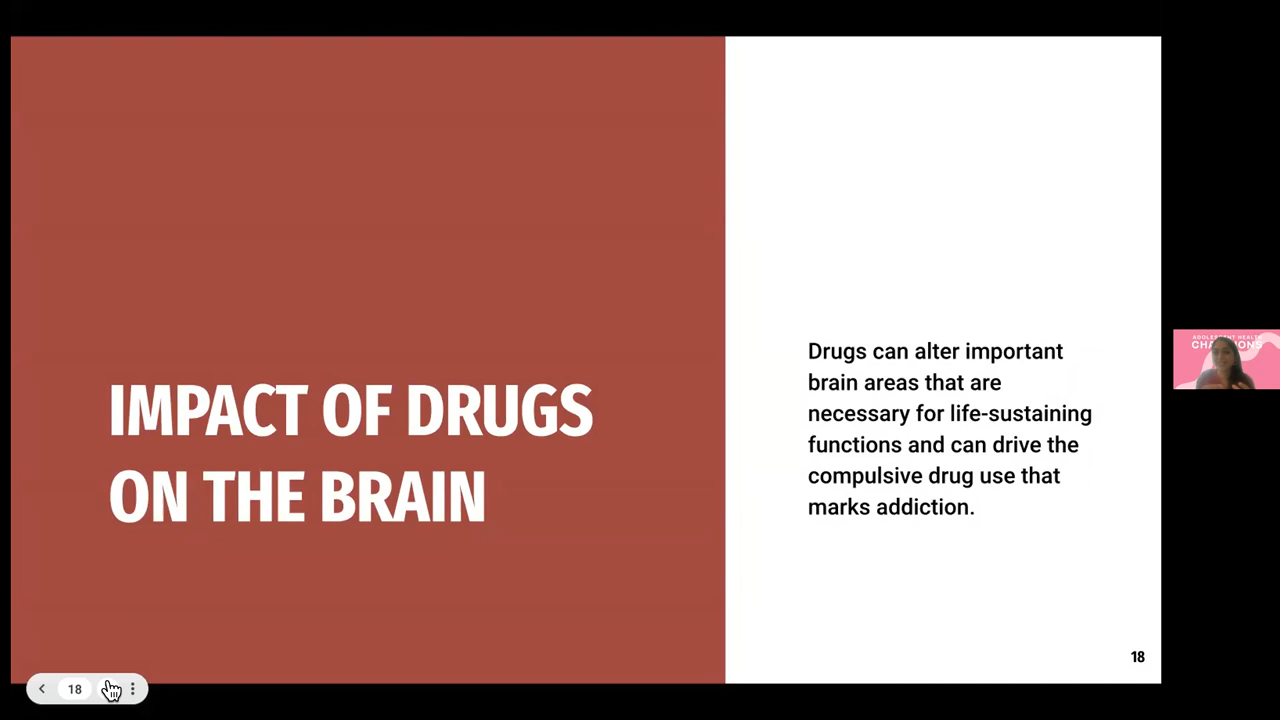 IMPACT OF DRUGS
ON THE BRAIN
Drugs can alter important
brain areas that are
necessary for life-sustaining
functions and can drive the
compulsive drug use that
marks addiction.
18
18